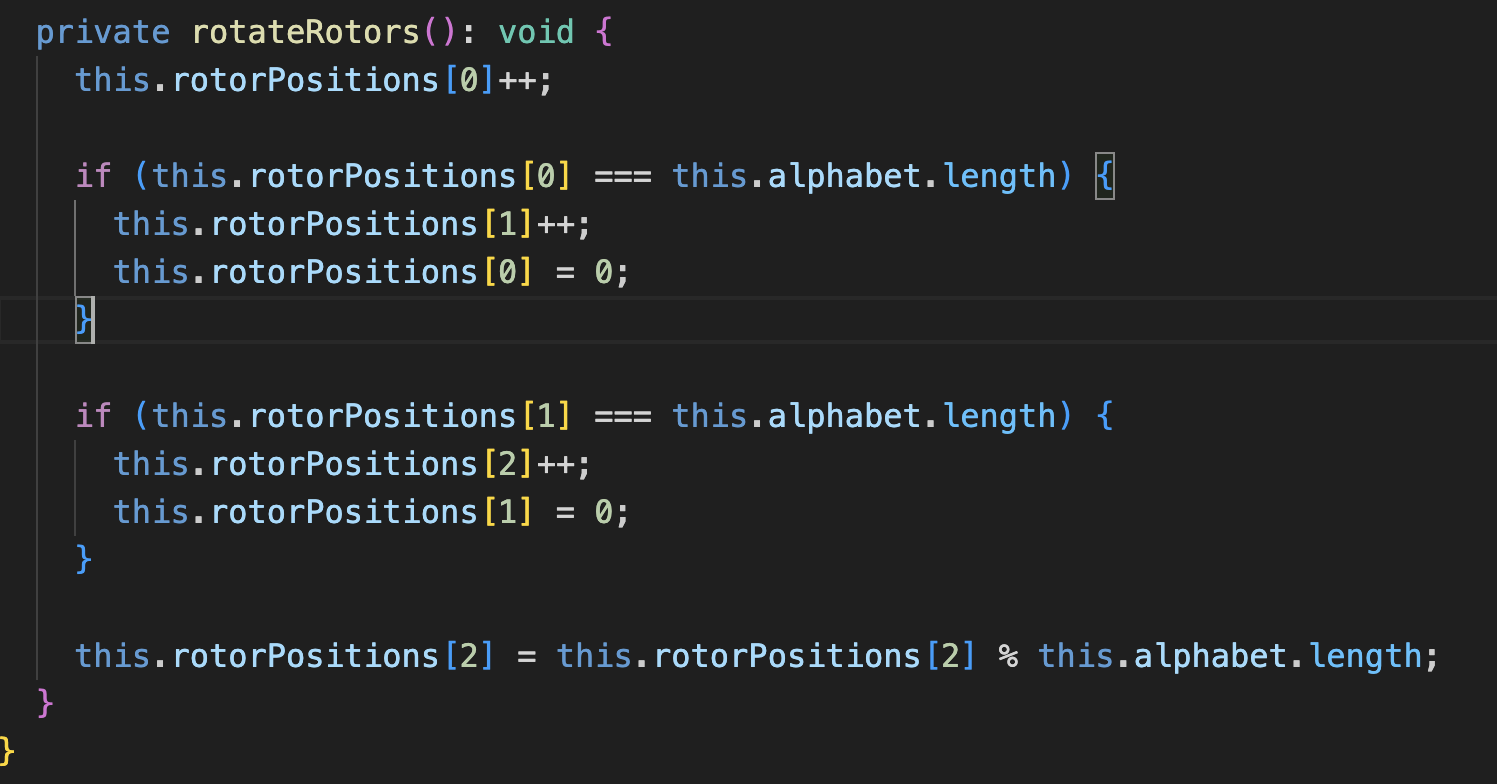 private rotateRotors(): void {
this.rotorPositions[0]++;
if (this.rotorPositions[0] === this.alphabet.length) {
this.rotorPositions[1]++;
this.rotorPositions[0] = 0;
}
if (this.rotorPositions[1] === this.alphabet.length) {
this.rotorPositions[2]++;
this.rotorPositions[1] = 0;
}
this.rotorPositions[2] = this.rotorPositions[2] % this.alphabet.length;
}
}